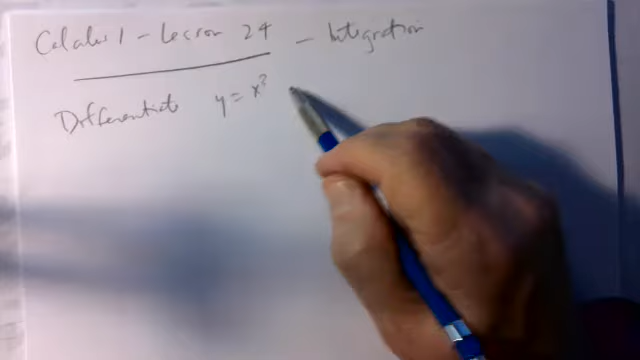 Calculus 1 - Lesson 24 - Integration
Differentiate y = x²